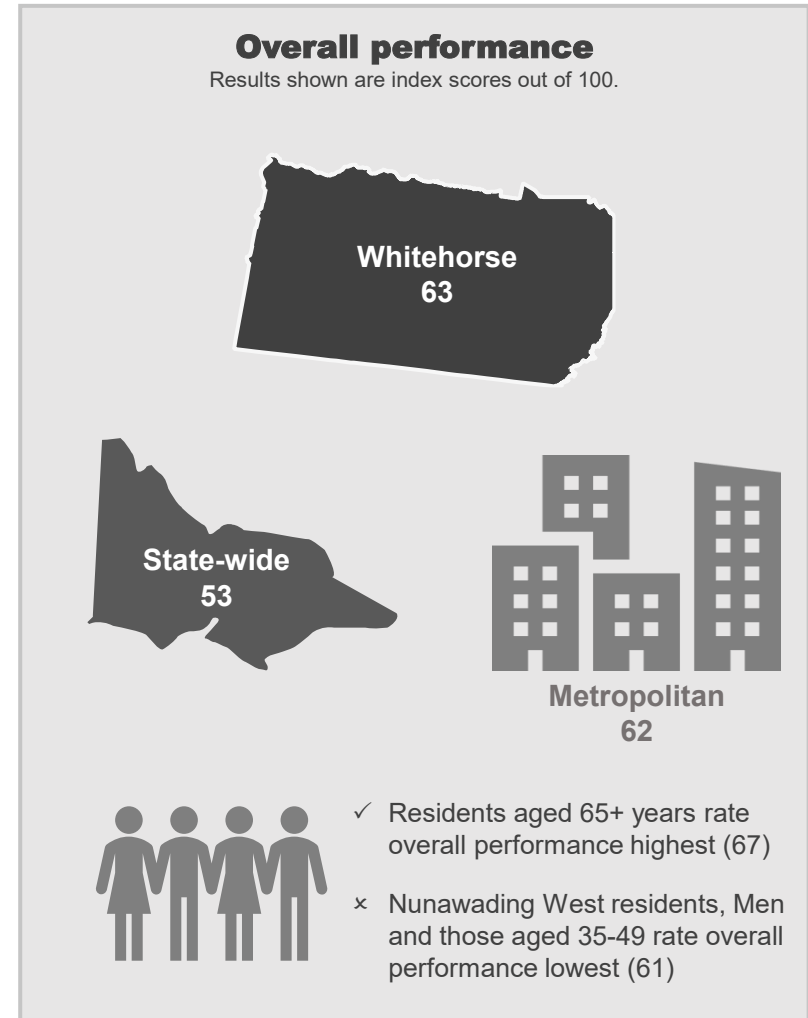 Overall performance
Results shown are index scores out of 100.
Whitehorse
63
State-wide
53
Metropolitan
62
✓ Residents aged 65+ years rate
overall performance highest (67)
× Nunawading West residents, Men
and those aged 35-49 rate overall
performance lowest (61)